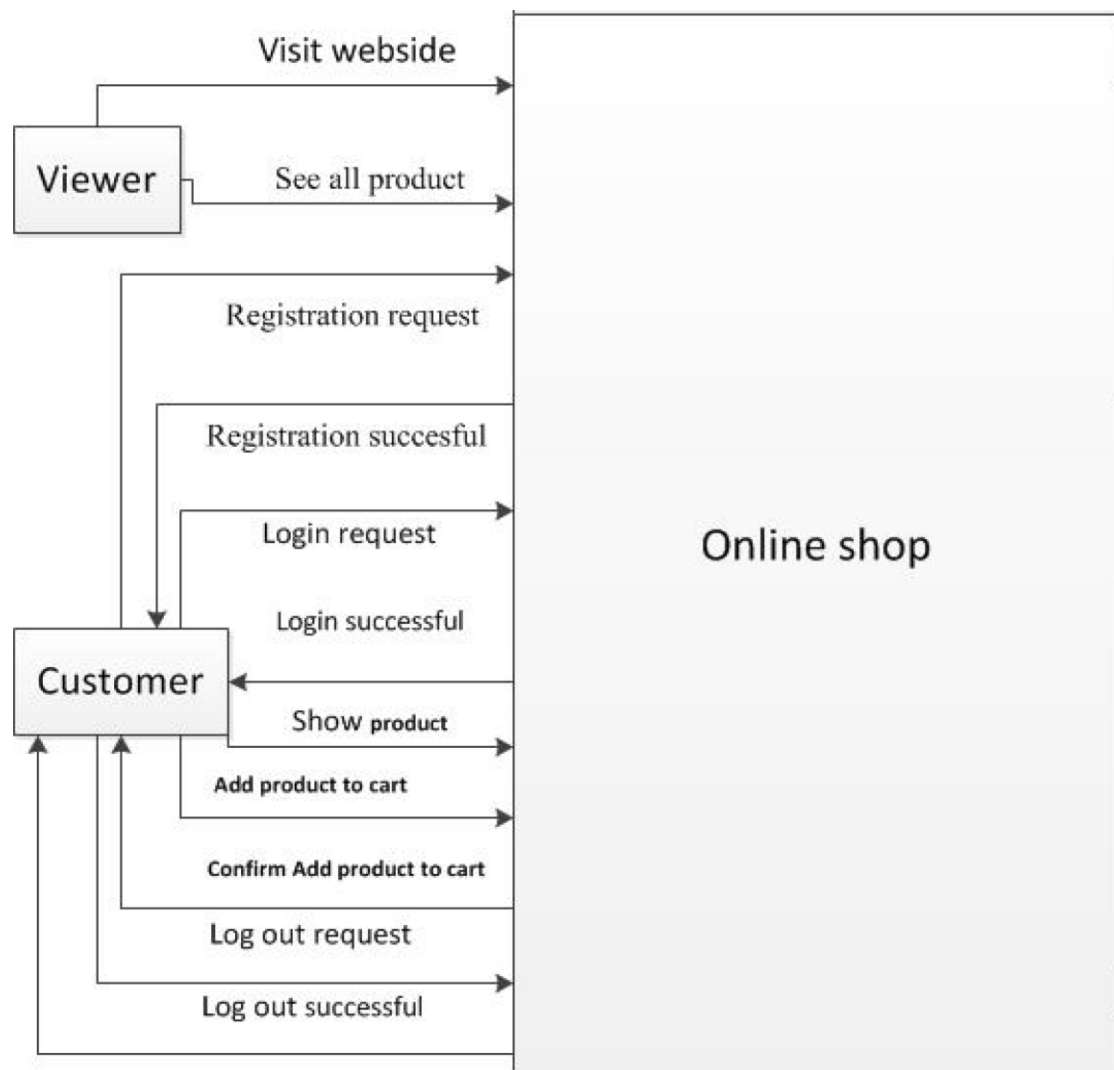 Visit webside
Viewer
See all product
Registration request
Registration succesful
Login request
Online shop
Login successful
Customer
Show product
Add product to cart
Confirm Add product to cart
Log out request
Log out successful